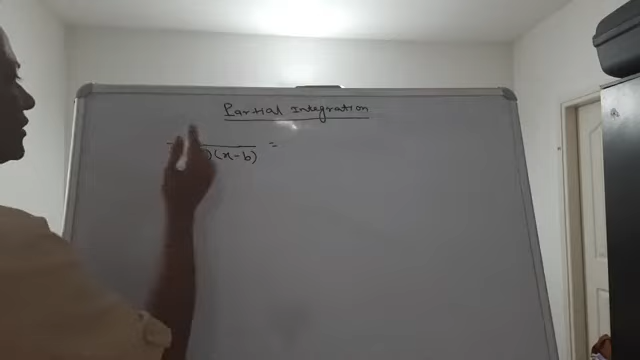 Partial Integration
)(x-b) =